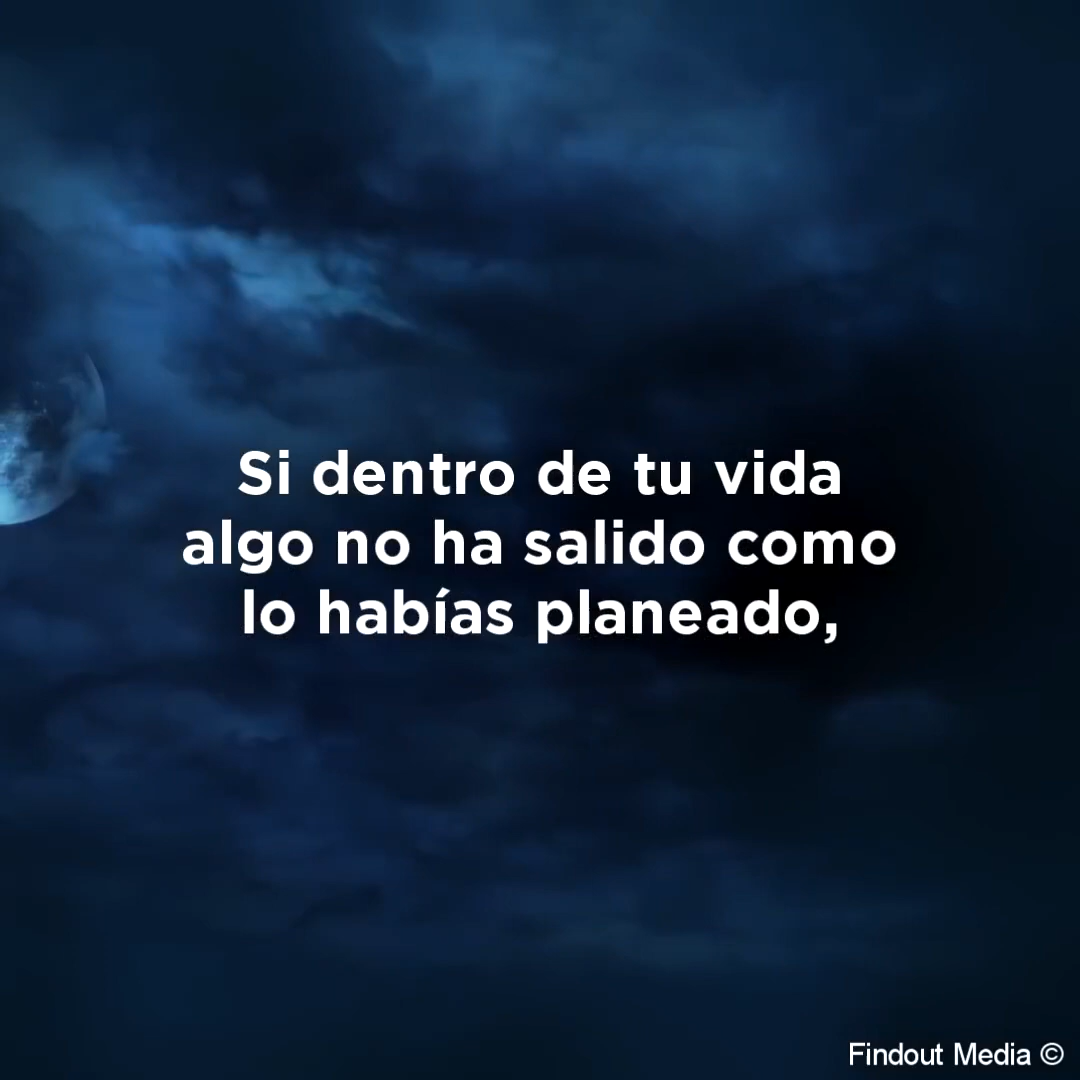 Si dentro de tu vida
algo no ha salido como
lo habías planeado,
Findout Media ©